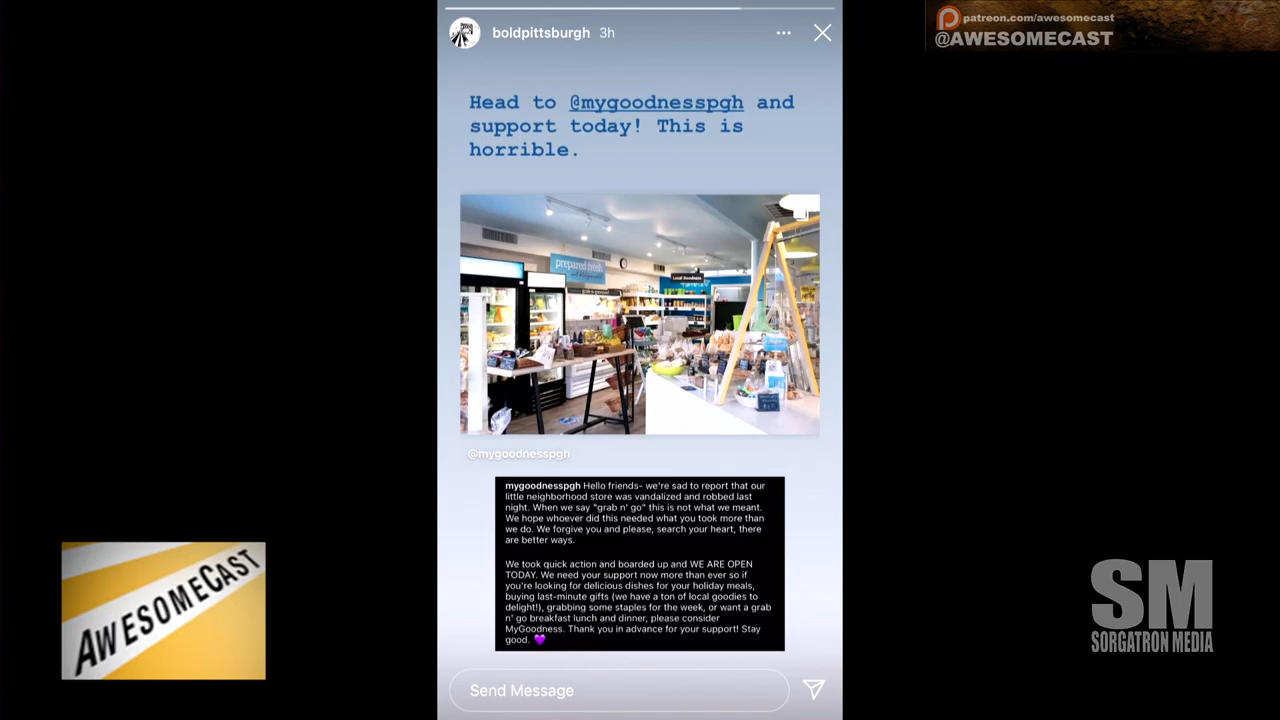 patreon.com/awesomecast
@AWESOMECAST
boldpittsburgh 3h
Head to @mygoodnesspgh and
support today! This is
horrible.
prepared fresh
Local Goodness
@mygoodnesspgh
mygoodnesspgh Hello friends- we're sad to report that our
little neighborhood store was vandalized and robbed last
night. When we say "grab n' go" this is not what we meant.
We hope whoever did this needed what you took more than
we do. We forgive you and please, search your heart, there
are better ways.
We took quick action and boarded up and WE ARE OPEN
TODAY. We need your support now more than ever so if
you're looking for delicious dishes for your holiday meals,
buying last-minute gifts (we have a ton of local goodies to
delight!), grabbing some staples for the week, or want a grab
n' go breakfast lunch and dinner, please consider
MyGoodness. Thank you in advance for your support! Stay
good. 💜
Send Message
AWESOMECAST
SM
SORGATRON MEDIA